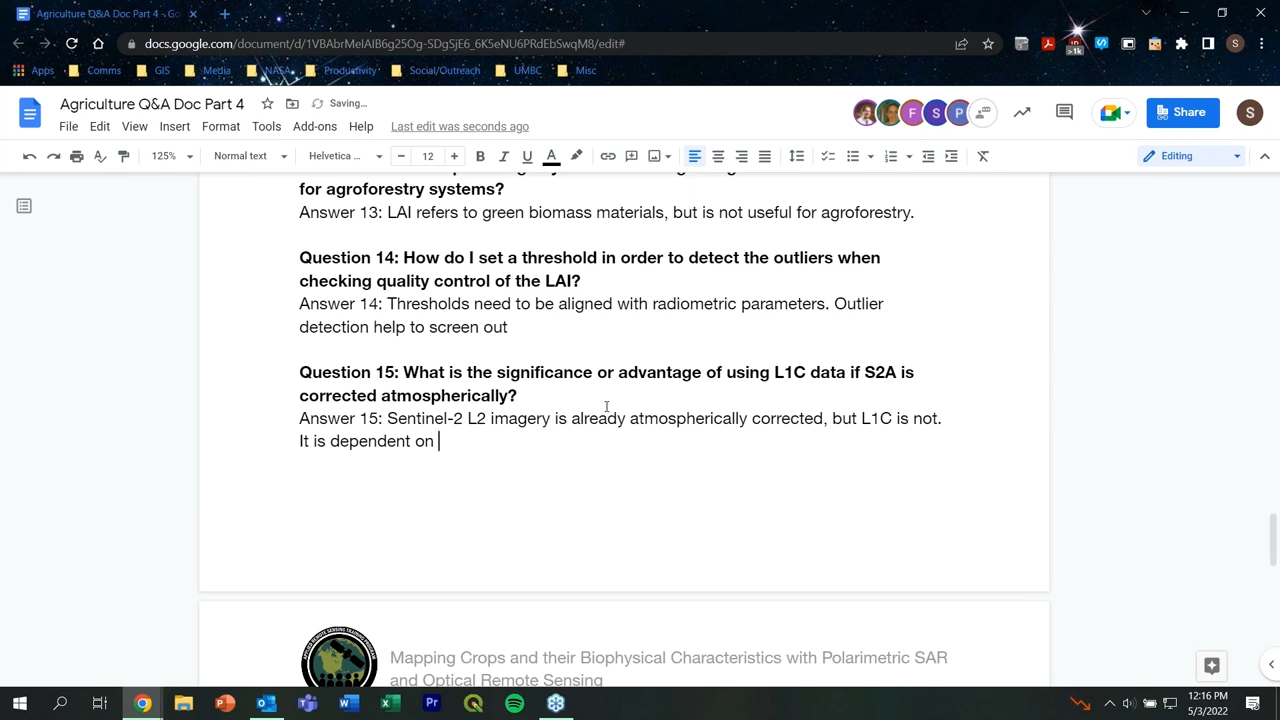 Agriculture Q&A Doc Part 4 - Go
docs.google.com/document/d/1VBAbrMelAIB6g25Og-SDgSjE6_6K5eNU6PRdEbSwqM8/edit#
>1k
S
Apps
Comms
GIS
Media
NASA
Productivity
Social/Outreach
UMBC
Misc
Agriculture Q&A Doc Part 4
Saving...
F
S
P
Share
S
File
Edit
View
Insert
Format
Tools
Add-ons
Help
Last edit was seconds ago
125%
Normal text
Helvetica ...
12
B
I
U
A
Editing
for agroforestry systems?
Answer 13: LAI refers to green biomass materials, but is not useful for agroforestry.
Question 14: How do I set a threshold in order to detect the outliers when
checking quality control of the LAI?
Answer 14: Thresholds need to be aligned with radiometric parameters. Outlier
detection help to screen out
Question 15: What is the significance or advantage of using L1C data if S2A is
corrected atmospherically?
Answer 15: Sentinel-2 L2 imagery is already atmospherically corrected, but L1C is not.
It is dependent on
APPLIED REMOTE SENSING TRAINING PROGRAM
Mapping Crops and their Biophysical Characteristics with Polarimetric SAR
and Optical Remote Sensing
12:16 PM
5/3/2022